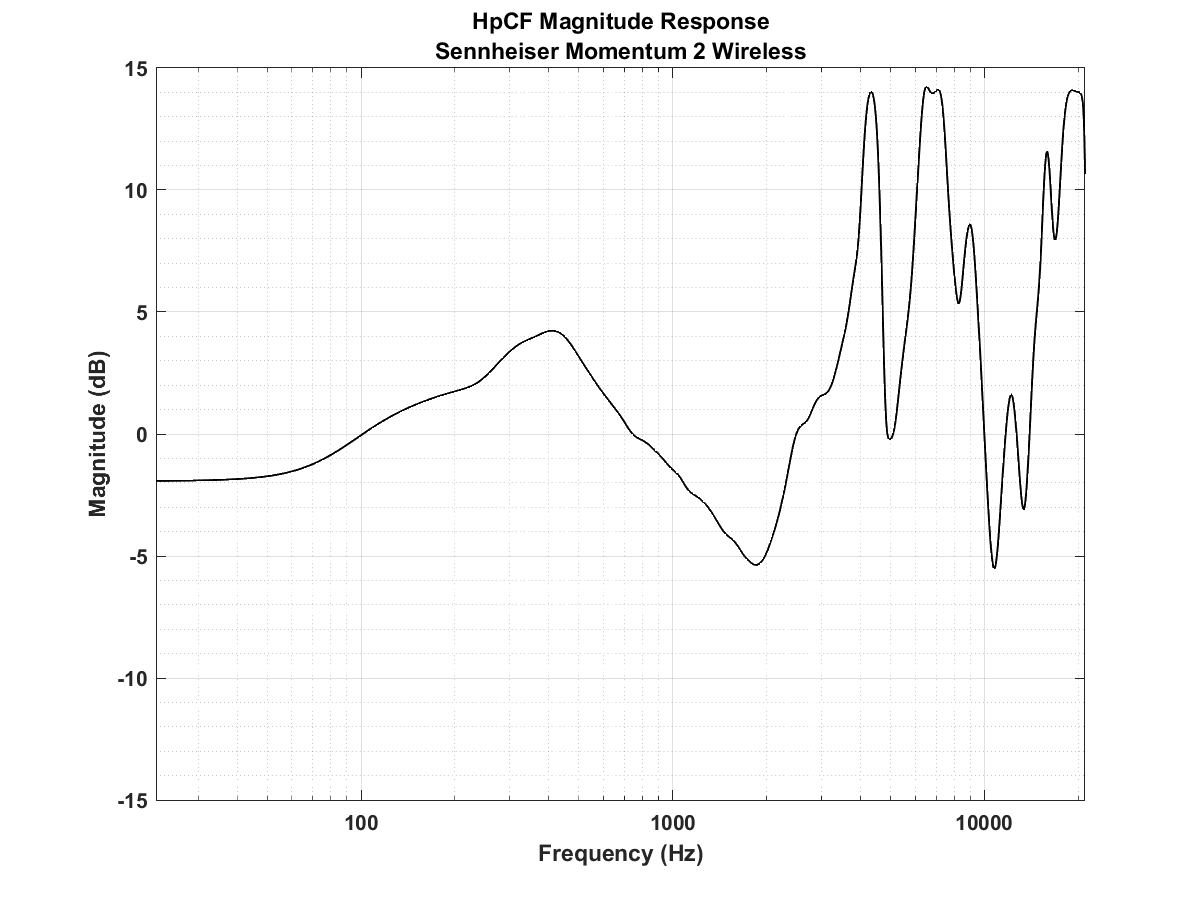 HpCF Magnitude Response
Sennheiser Momentum 2 Wireless
15
10
5
0
-5
-10
-15
Magnitude (dB)
100 1000 10000
Frequency (Hz)